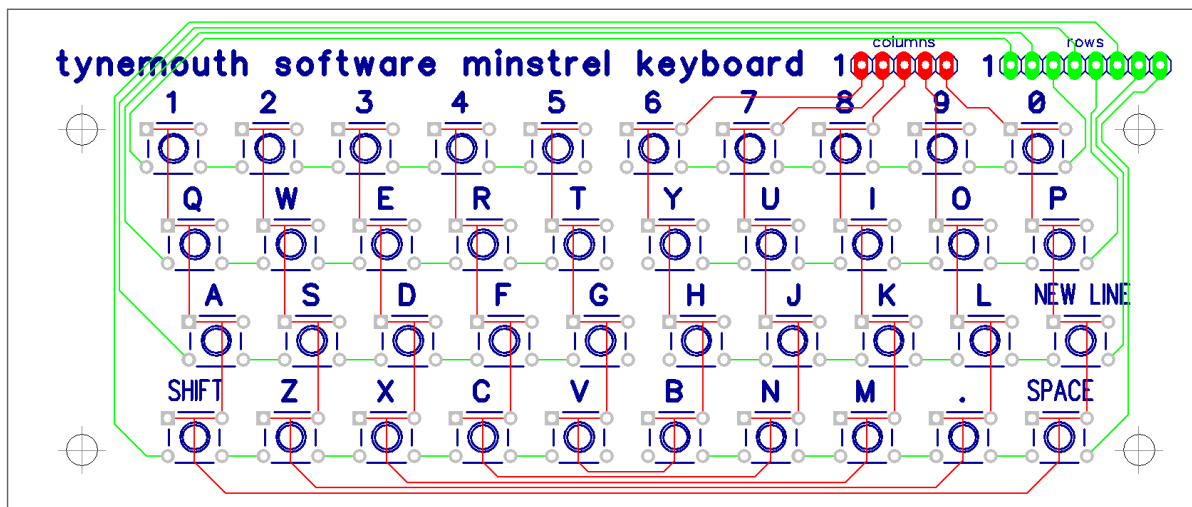 columns rows
tynemouth software minstrel keyboard 1 1
1 2 3 4 5 6 7 8 9 0
Q W E R T Y U I O P
A S D F G H J K L NEW LINE
SHIFT Z X C V B N M . SPACE